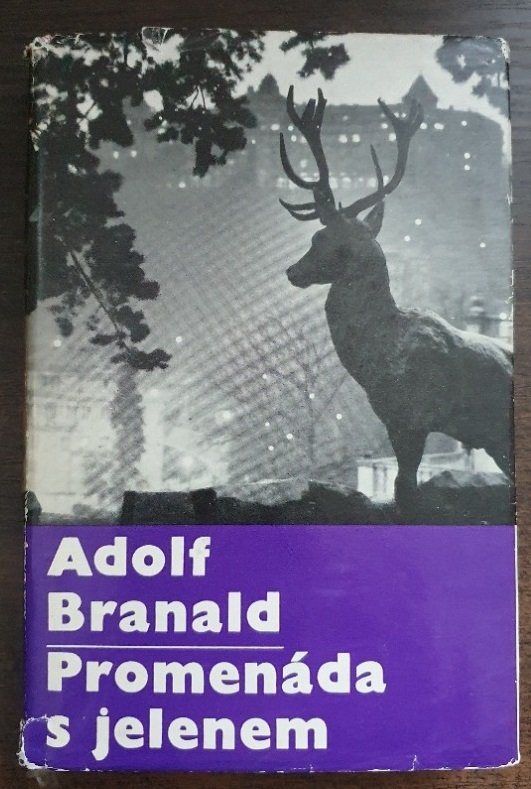 Adolf
Branald
Promenáda
s jelenem